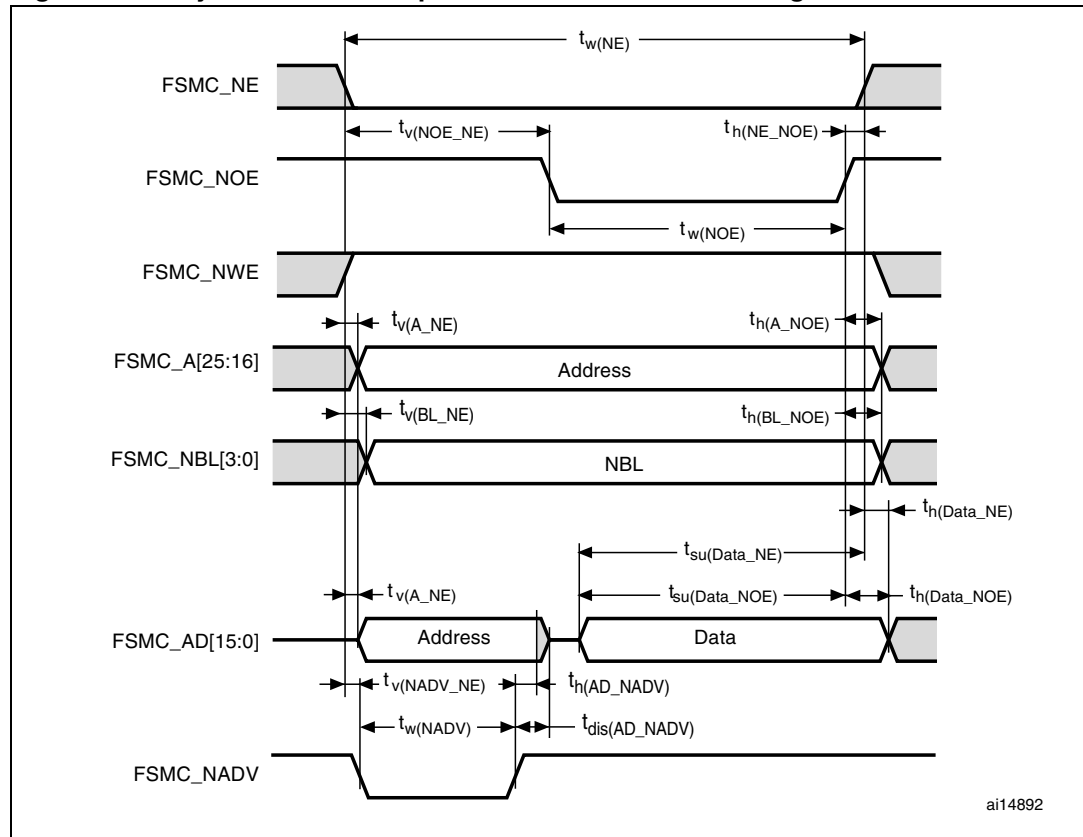 tw(NE)
FSMC_NE
tv(NOE_NE)
th(NE_NOE)
FSMC_NOE
tw(NOE)
FSMC_NWE
tv(A_NE)
th(A_NOE)
FSMC_A[25:16]
Address
tv(BL_NE)
th(BL_NOE)
FSMC_NBL[3:0]
NBL
th(Data_NE)
tsu(Data_NE)
tv(A_NE)
tsu(Data_NOE)
th(Data_NOE)
FSMC_AD[15:0]
Address
Data
tv(NADV_NE)
th(AD_NADV)
tw(NADV)
tdis(AD_NADV)
FSMC_NADV
ai14892